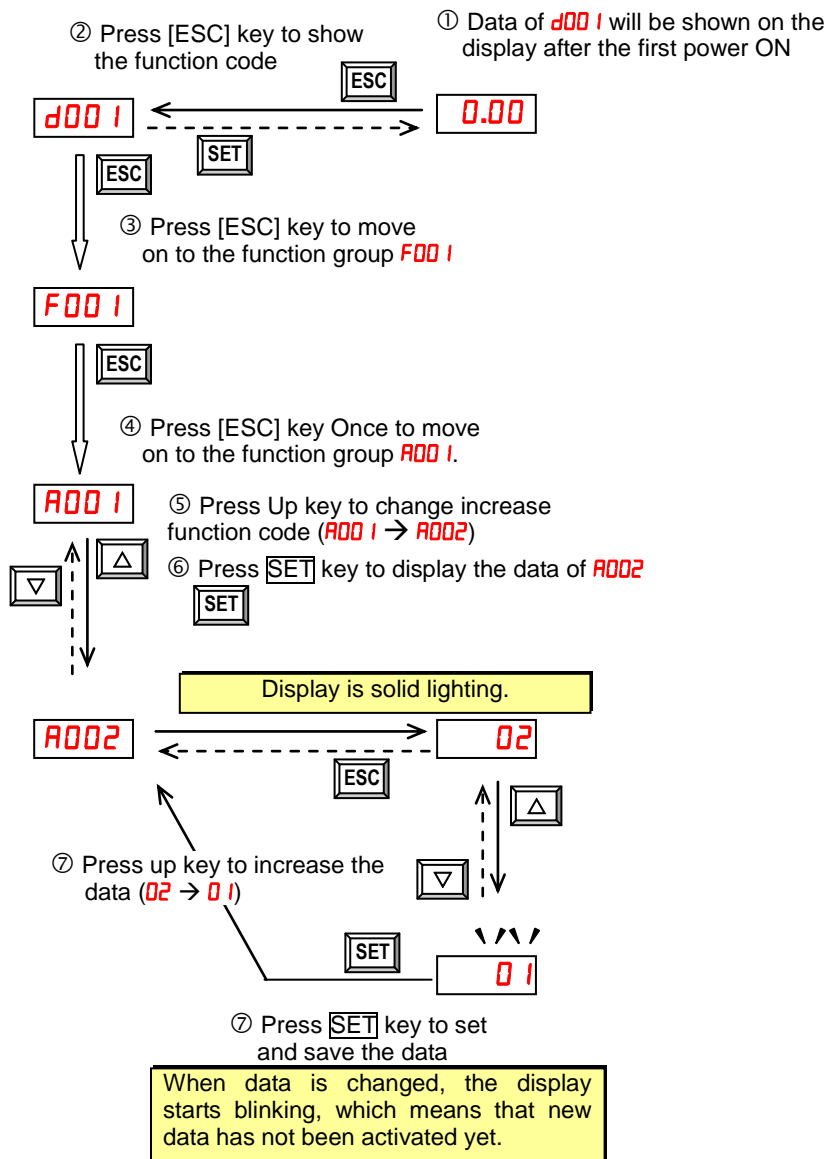 ① Data of d001 will be shown on the
display after the first power ON
② Press [ESC] key to show
the function code
ESC
d001
0.00
SET
ESC
③ Press [ESC] key to move
on to the function group F001
F001
ESC
④ Press [ESC] key Once to move
on to the function group A001.
A001
⑤ Press Up key to change increase
function code (A001 → A002)
△
▽
⑥ Press SET key to display the data of A002
SET
Display is solid lighting.
A002
02
ESC
△
⑦ Press up key to increase the
data (02 → 01)
▽
SET
01
⑦ Press SET key to set
and save the data
When data is changed, the display
starts blinking, which means that new
data has not been activated yet.